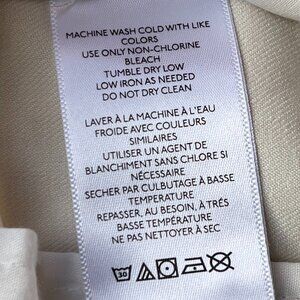 MACHINE WASH COLD WITH LIKE
COLORS
USE ONLY NON-CHLORINE
BLEACH
TUMBLE DRY LOW
LOW IRON AS NEEDED
DO NOT DRY CLEAN
LAVER À LA MACHINE À L'EAU
FROIDE AVEC COULEURS
SIMILAIRES
UTILISER UN AGENT DE
BLANCHIMENT SANS CHLORE SI
NÉCESSAIRE
SECHER PAR CULBUTAGE À BASSE
TEMPÉRATURE
REPASSER, AU BESOIN, À TRÉS
BASSE TEMPÉRATURE
NE PAS NETTOYER À SEC
30